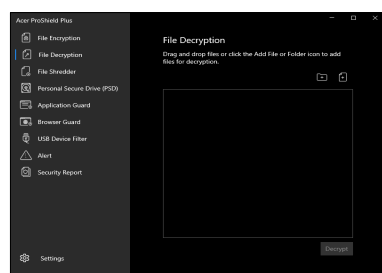 Acer ProShield Plus
File Encryption
File Decryption
File Shredder
Personal Secure Drive (PSD)
Application Guard
Browser Guard
USB Device Filter
Alert
Security Report
Settings
File Decryption
Drag and drop files or click the Add File or Folder icon to add
files for decryption.
Decrypt